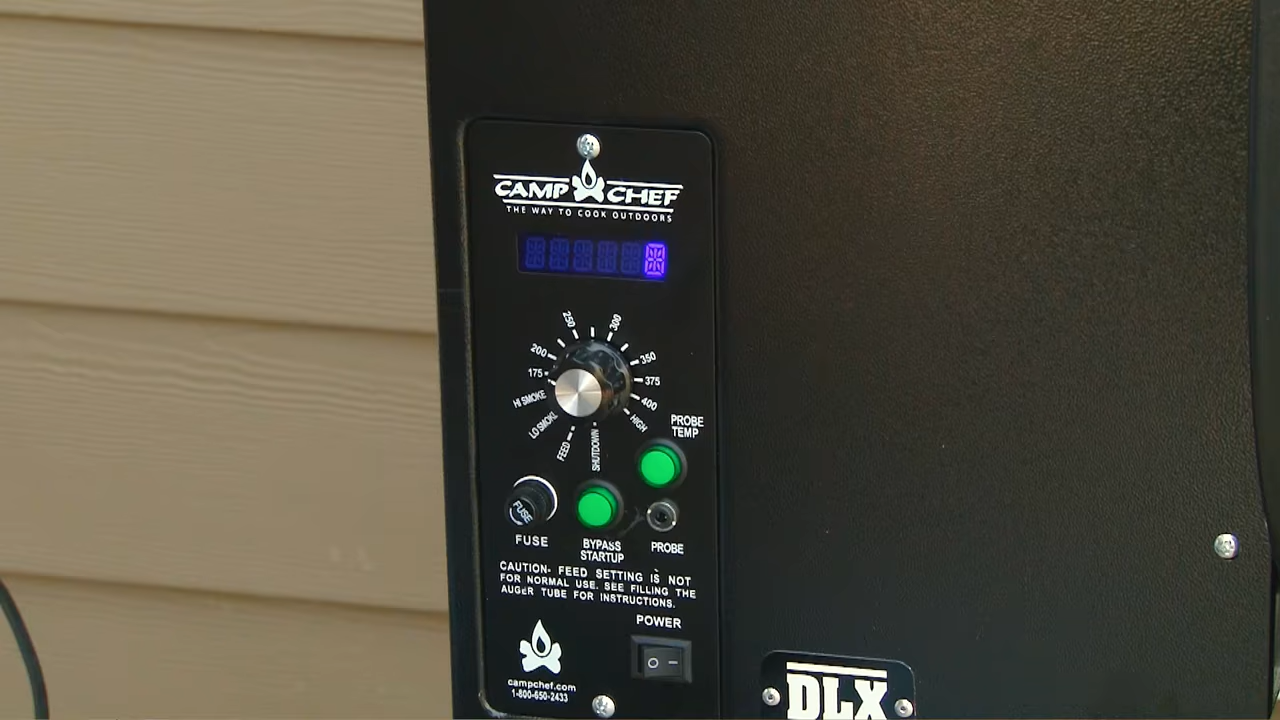 CAMP CHEF
THE WAY TO COOK OUTDOORS
250
300
200
350
175
375
HI SMOKE
400
LO SMOKE
HIGH
FEED
SHUTDOWN
PROBE
TEMP
FUSE
FUSE
BYPASS
STARTUP
PROBE
CAUTION- FEED SETTING IS NOT
FOR NORMAL USE. SEE FILLING THE
AUGER TUBE FOR INSTRUCTIONS.
POWER
campchef.com
1-800-650-2433
DLX